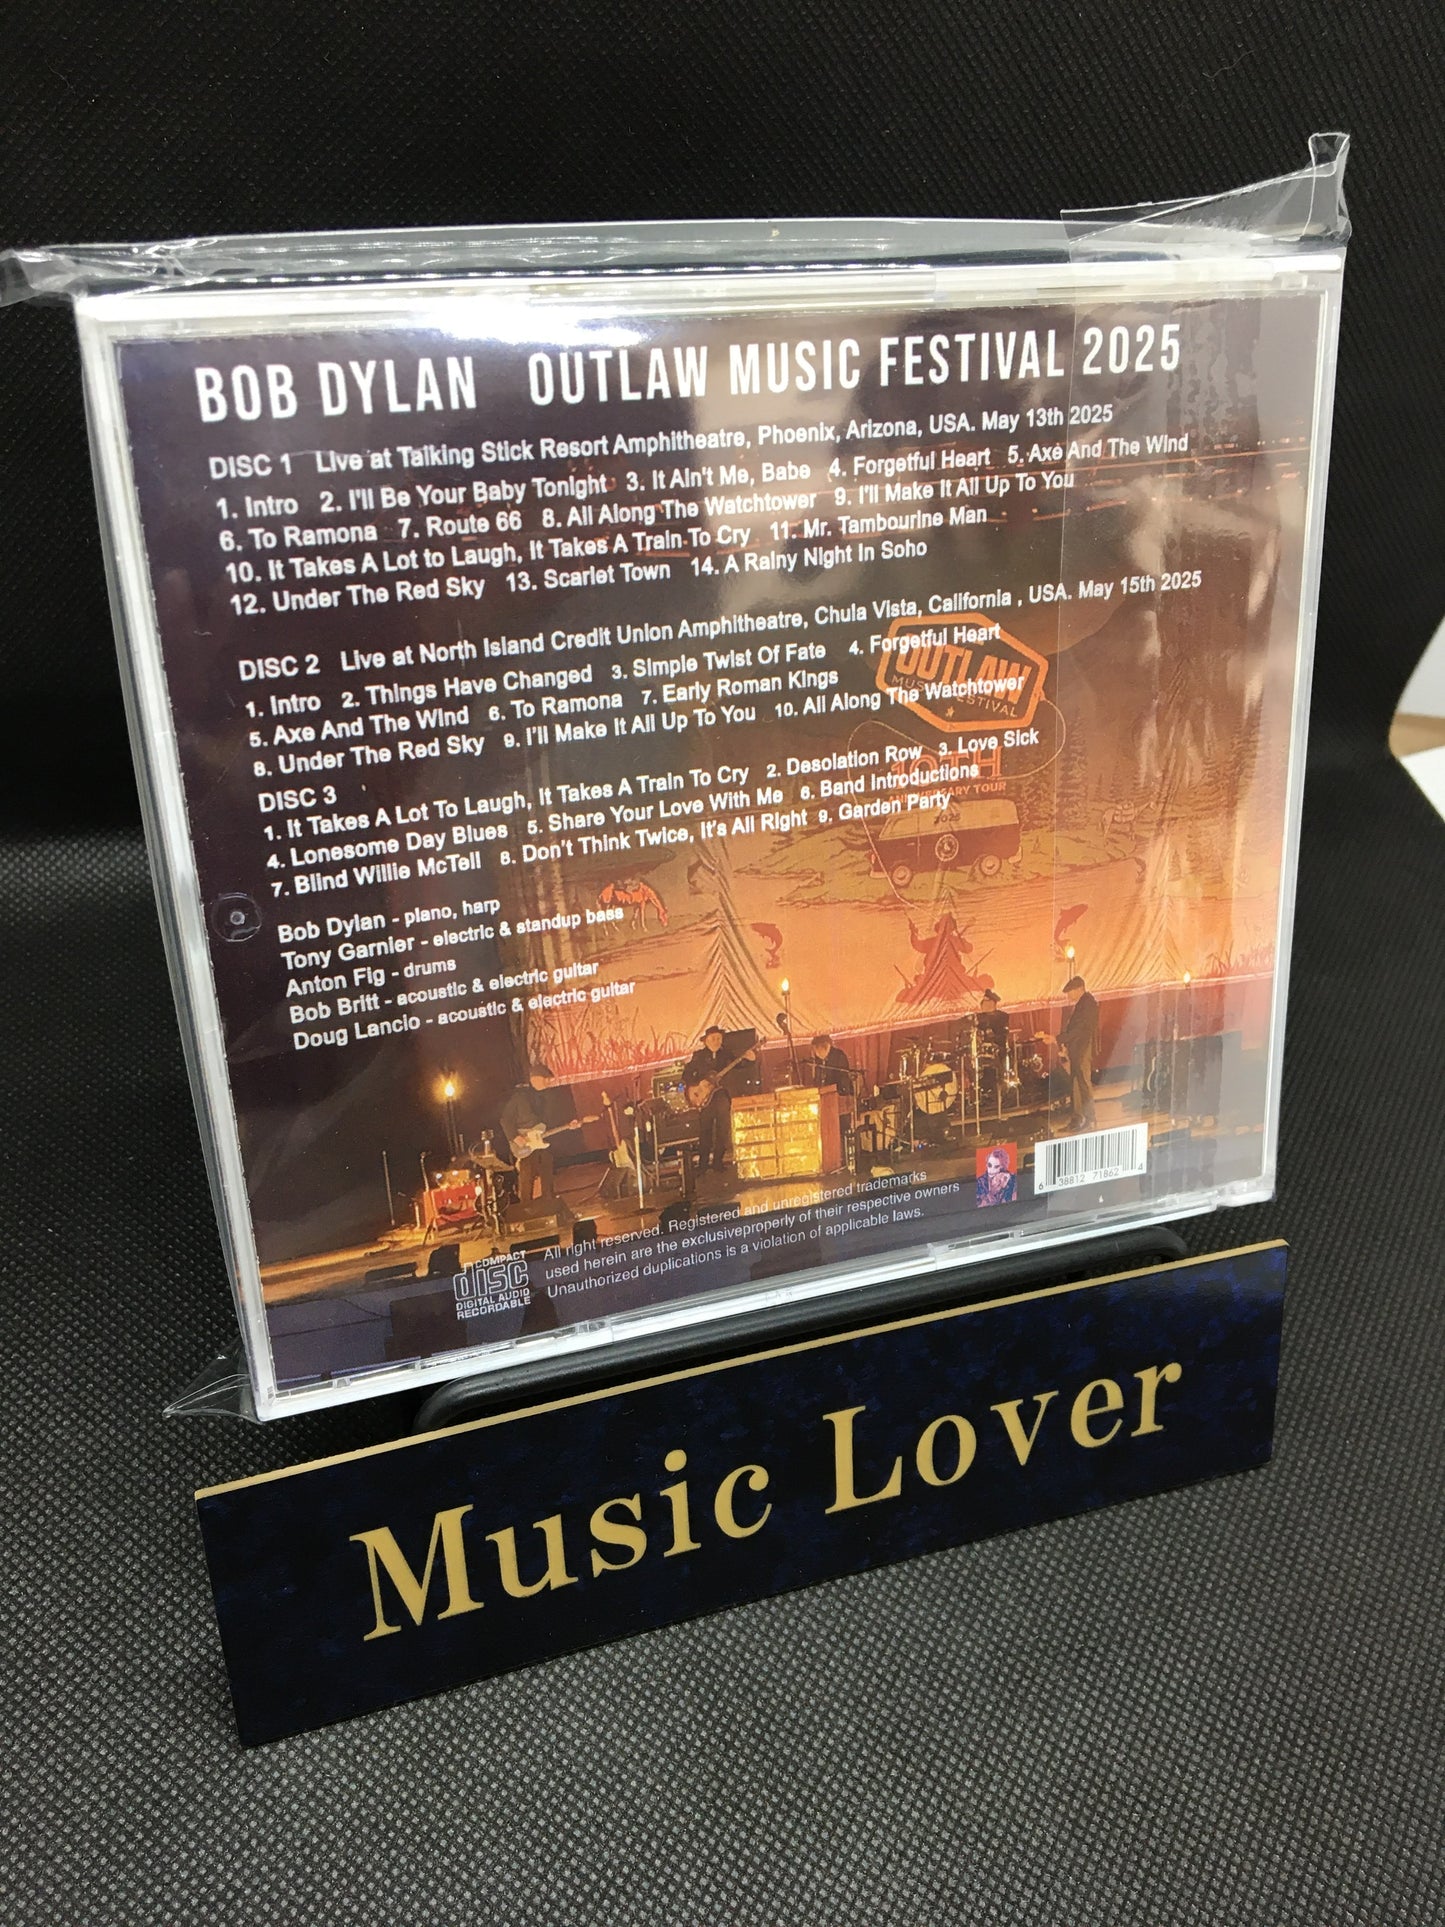 BOB DYLAN OUTLAW MUSIC FESTIVAL 2025
DISC 1 Live at Talking Stick Resort Amphitheatre, Phoenix, Arizona, USA. May 13th 2025
1. Intro 2. I'll Be Your Baby Tonight 3. It Ain't Me, Babe 4. Forgetful Heart 5. Axe And The Wind
6. To Ramona 7. Route 66 8. All Along The Watchtower 9. I'll Make It All Up To You
10. It Takes A Lot to Laugh, It Takes A Train To Cry 11. Mr. Tambourine Man
12. Under The Red Sky 13. Scarlet Town 14. A Rainy Night In Soho
DISC 2 Live at North Island Credit Union Amphitheatre, Chula Vista, California , USA. May 15th 2025
1. Intro 2. Things Have Changed 3. Simple Twist Of Fate 4. Forgetful Heart
5. Axe And The Wind 6. To Ramona 7. Early Roman Kings
8. Under The Red Sky 9. I'll Make It All Up To You 10. All Along The Watchtower
DISC 3
1. It Takes A Lot To Laugh, It Takes A Train To Cry 2. Desolation Row 3. Love Sick
4. Lonesome Day Blues 5. Share Your Love With Me 6. Band Introductions
7. Blind Willie McTell 8. Don't Think Twice, It's All Right 9. Garden Party
Bob Dylan - piano, harp
Tony Garnier - electric & standup bass
Anton Fig - drums
Bob Britt - acoustic & electric guitar
Doug Lancio - acoustic & electric guitar
OUTLAW
MUSIC FESTIVAL
10TH
ANNIVERSARY TOUR
2025
COMPACT
disc
DIGITAL AUDIO
RECORDABLE
All right reserved. Registered and unregistered trademarks
used herein are the exclusiveproperly of their respective owners
Unauthorized duplications is a violation of applicable laws.
6 38812 71862 4
Music Lover